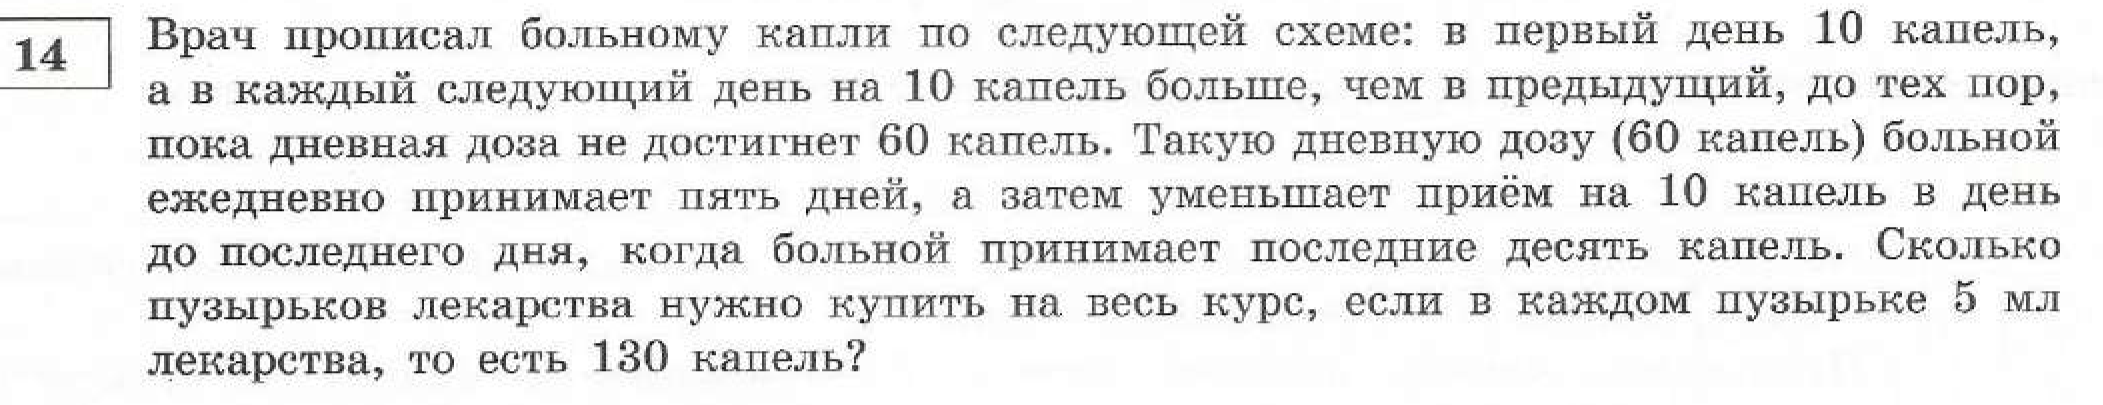 14
Врач прописал больному капли по следующей схеме: в первый день 10 капель,
а в каждый следующий день на 10 капель больше, чем в предыдущий, до тех пор,
пока дневная доза не достигнет 60 капель. Такую дневную дозу (60 капель) больной
ежедневно принимает пять дней, а затем уменьшает приём на 10 капель в день
до последнего дня, когда больной принимает последние десять капель. Сколько
пузырьков лекарства нужно купить на весь курс, если в каждом пузырьке 5 мл
лекарства, то есть 130 капель?